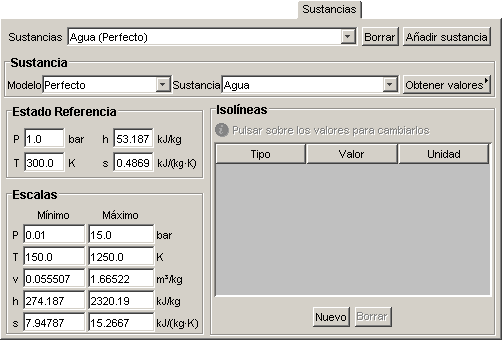 Sustancias
Sustancias Agua (Perfecto) Borrar Añadir sustancia
Sustancia
Modelo Perfecto Sustancia Agua Obtener valores
Estado Referencia
P 1.0 bar h 53.187 kJ/kg
T 300.0 K s 0.4869 kJ/(kg·K)
Escalas
Mínimo Máximo
P 0.01 15.0 bar
T 150.0 1250.0 K
v 0.055507 1.66522 m³/kg
h 274.187 2320.19 kJ/kg
s 7.94787 15.2667 kJ/(kg·K)
Isolíneas
Pulsar sobre los valores para cambiarlos
Tipo Valor Unidad
Nuevo Borrar